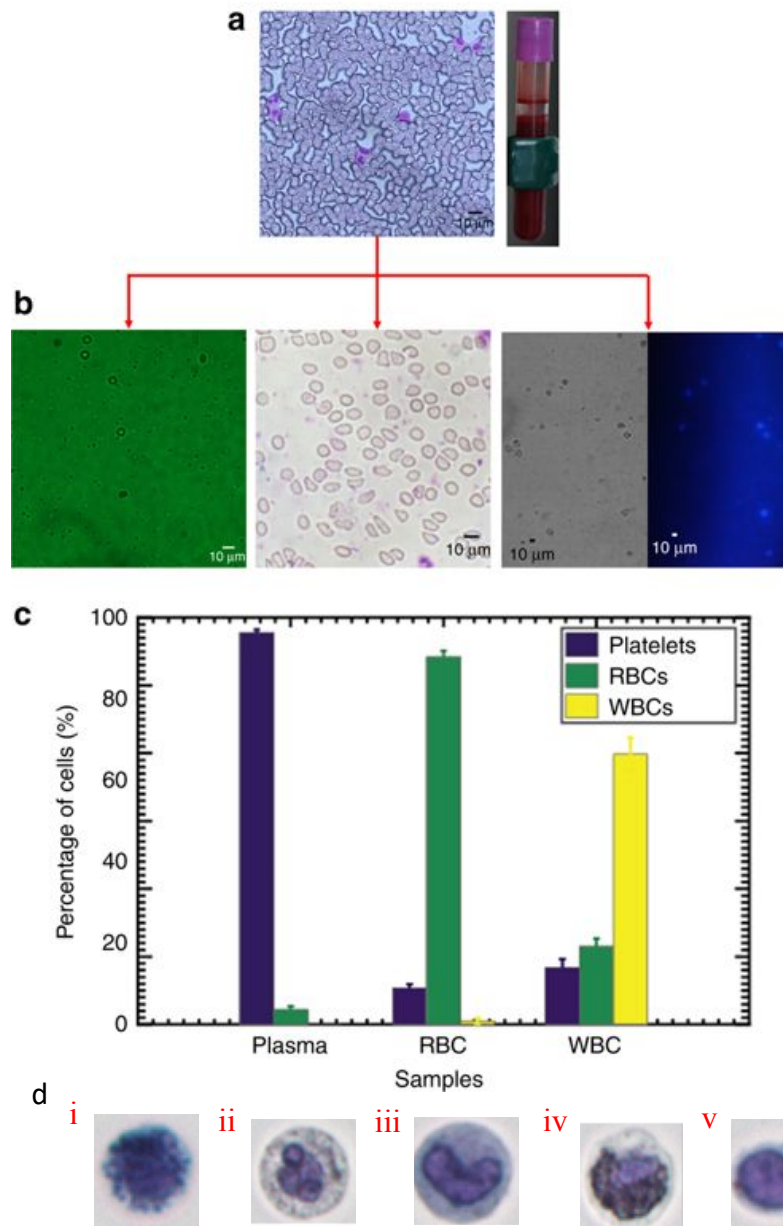 a
10 μm
b
10 μm
10 μm
10 μm
10 μm
c
100
80
60
40
20
0
Percentage of cells (%)
Platelets
RBCs
WBCs
Plasma RBC WBC
Samples
d
i ii iii iv v